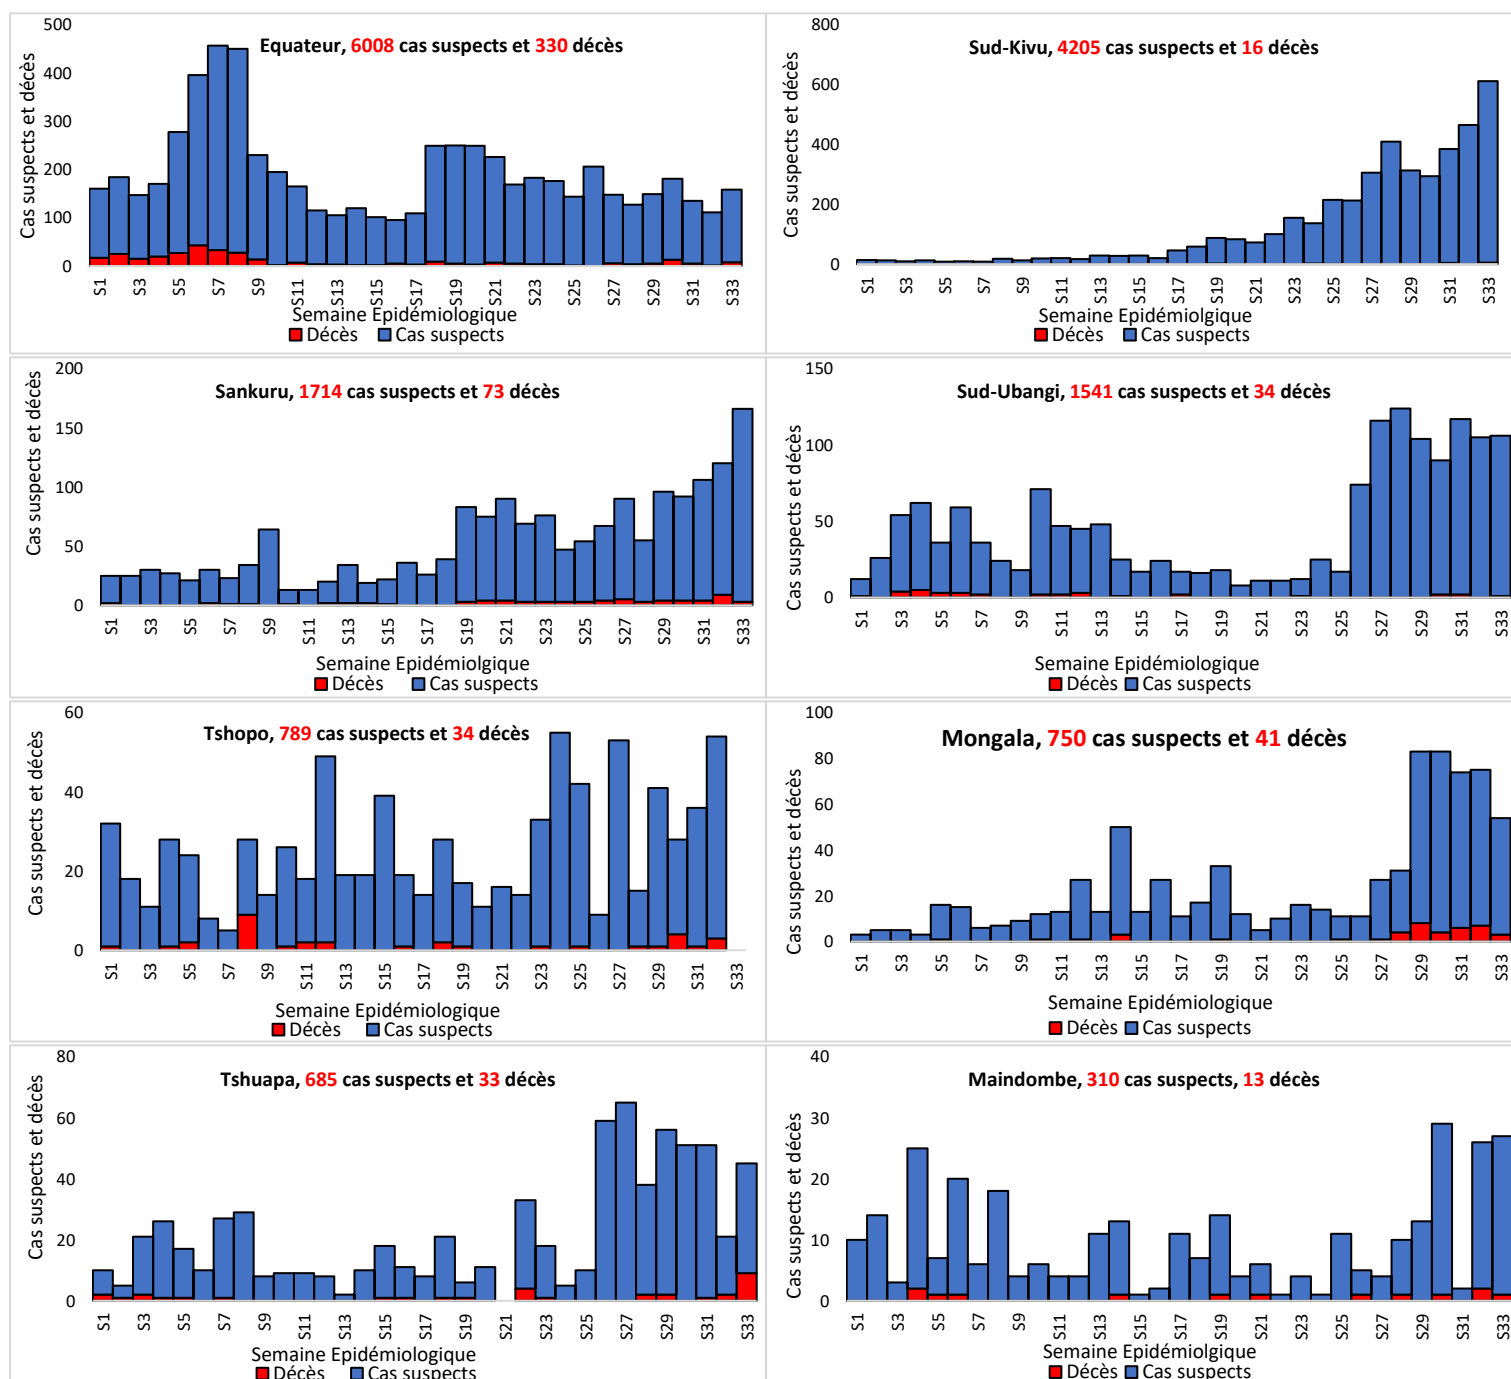 Equateur, 6008 cas suspects et 330 décès
Cas suspects et décès
500
400
300
200
100
0
S1 S3 S5 S7 S9 S11 S13 S15 S17 S19 S21 S23 S25 S27 S29 S31 S33
Semaine Epidémiologique
Décès Cas suspects
Sud-Kivu, 4205 cas suspects et 16 décès
Cas suspects et décès
800
600
400
200
0
S1 S3 S5 S7 S9 S11 S13 S15 S17 S19 S21 S23 S25 S27 S29 S31 S33
Semaine Epidémiolgique
Décès Cas suspects
Sankuru, 1714 cas suspects et 73 décès
Cas suspects et décès
200
150
100
50
0
S1 S3 S5 S7 S9 S11 S13 S15 S17 S19 S21 S23 S25 S27 S29 S31 S33
Semaine Epidémiolgique
Décès Cas suspects
Sud-Ubangi, 1541 cas suspects et 34 décès
Cas suspects et décès
150
100
50
0
S1 S3 S5 S7 S9 S11 S13 S15 S17 S19 S21 S23 S25 S27 S29 S31 S33
Semaine Epidémiologique
Décès Cas suspects
Tshopo, 789 cas suspects et 34 décès
Cas suspects et décès
60
40
20
0
S1 S3 S5 S7 S9 S11 S13 S15 S17 S19 S21 S23 S25 S27 S29 S31 S33
Semaine Epidémiologique
Décès Cas suspects
Mongala, 750 cas suspects et 41 décès
Cas suspects et décès
100
80
60
40
20
0
S1 S3 S5 S7 S9 S11 S13 S15 S17 S19 S21 S23 S25 S27 S29 S31 S33
Semaine Epidémiologique
Décès Cas suspects
Tshuapa, 685 cas suspects et 33 décès
Cas suspects et décès
80
60
40
20
0
S1 S3 S5 S7 S9 S11 S13 S15 S17 S19 S21 S23 S25 S27 S29 S31 S33
Semaine Epidémiologique
Décès Cas suspects
Maindombe, 310 cas suspects, 13 décès
Cas suspects et décès
40
30
20
10
0
S1 S3 S5 S7 S9 S11 S13 S15 S17 S19 S21 S23 S25 S27 S29 S31 S33
Semaine Epidémiologique
Décès Cas suspects